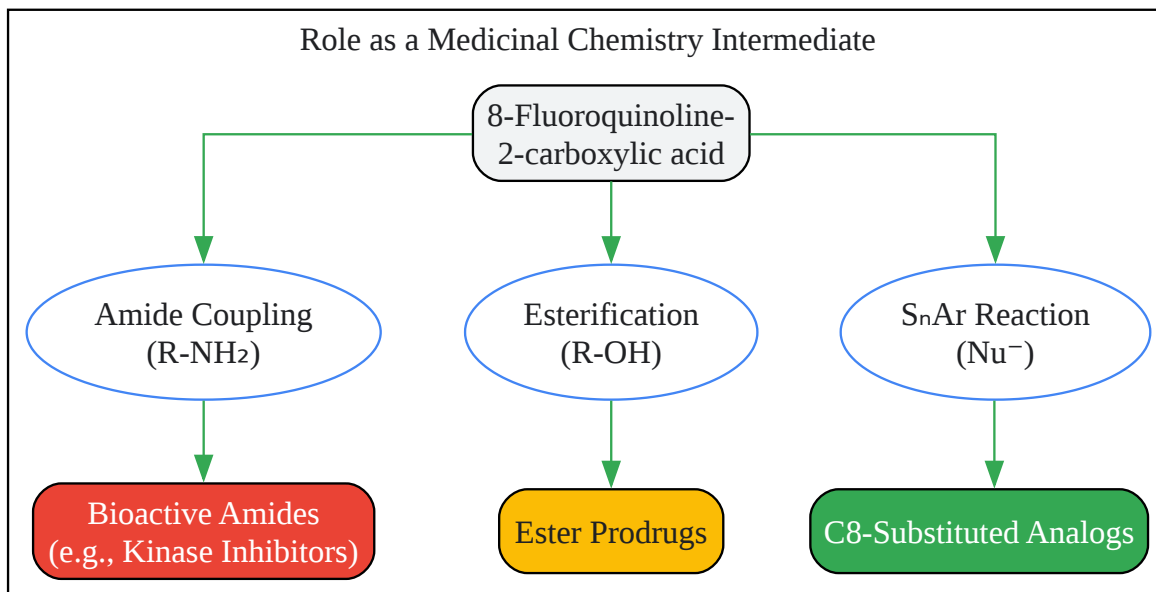 Role as a Medicinal Chemistry Intermediate
8-Fluoroquinoline-
2-carboxylic acid
Amide Coupling
(R-NH₂)
Esterification
(R-OH)
SₙAr Reaction
(Nu⁻)
Bioactive Amides
(e.g., Kinase Inhibitors)
Ester Prodrugs
C8-Substituted Analogs